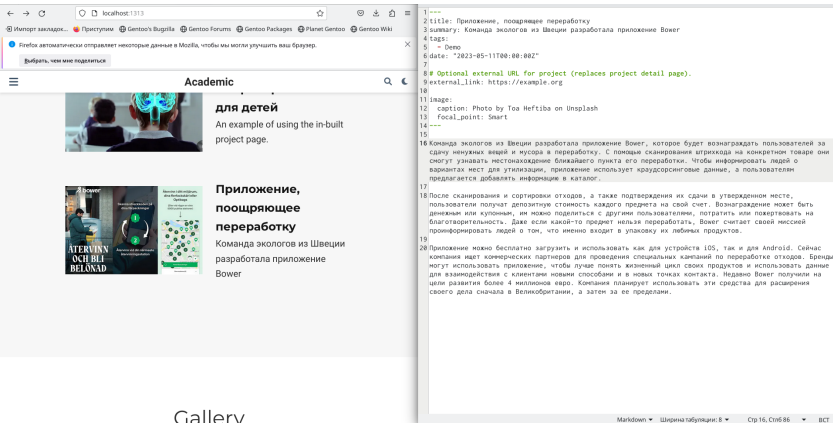 localhost:1313
Импорт закладок...
Приступим
Gentoo's Bugzilla
Gentoo Forums
Gentoo Packages
Planet Gentoo
Gentoo Wiki
Firefox автоматически отправляет некоторые данные в Mozilla, чтобы мы могли улучшить ваш браузер.
Выбрать, чем мне поделиться
Academic
для детей
An example of using the in-built
project page.
bower
ÅTERVINN
OCH BLI
BELÖNAD
1
2
Приложение,
поощряющее
переработку
Команда экологов из Швеции
разработала приложение
Bower
Gallery
1 ---
2 title: Приложение, поощряющее переработку
3 summary: Команда экологов из Швеции разработала приложение Bower
4 tags:
5 - Demo
6 date: "2023-05-11T00:00:00Z"
7
8 # Optional external URL for project (replaces project detail page).
9 external_link: https://example.org
10
11 image:
12 caption: Photo by Toa Heftiba on Unsplash
13 focal_point: Smart
14 ---
15
16 Команда экологов из Швеции разработала приложение Bower, которое будет вознаграждать пользователей за
сдачу ненужных вещей и мусора в переработку. С помощью сканирования штрихкода на конкретном товаре они
смогут узнавать местонахождение ближайшего пункта его переработки. Чтобы информировать людей о
вариантах мест для утилизации, приложение использует краудсорсинговые данные, а пользователям
предлагается добавлять информацию в каталог.
17
18 После сканирования и сортировки отходов, а также подтверждения их сдачи в утвержденном месте,
пользователи получат депозитную стоимость каждого предмета на свой счет. Вознаграждение может быть
денежным или купонным, им можно поделиться с другими пользователями, потратить или пожертвовать на
благотворительность. Даже если какой-то предмет нельзя переработать, Bower считает своей миссией
проинформировать людей о том, что именно входит в упаковку их любимых продуктов.
19
20 Приложение можно бесплатно загрузить и использовать как для устройств iOS, так и для Android. Сейчас
компания ищет коммерческих партнеров для проведения специальных кампаний по переработке отходов. Бренды
могут использовать приложение, чтобы лучше понять жизненный цикл своих продуктов и использовать данные
для взаимодействия с клиентами новыми способами и в новых точках контакта. Недавно Bower получили на
цели развития более 4 миллионов евро. Компания планирует использовать эти средства для расширения
своего дела сначала в Великобритании, а затем за ее пределами.
Markdown
Ширина табуляции: 8
Стр 16, Стлб 86
ВСТ